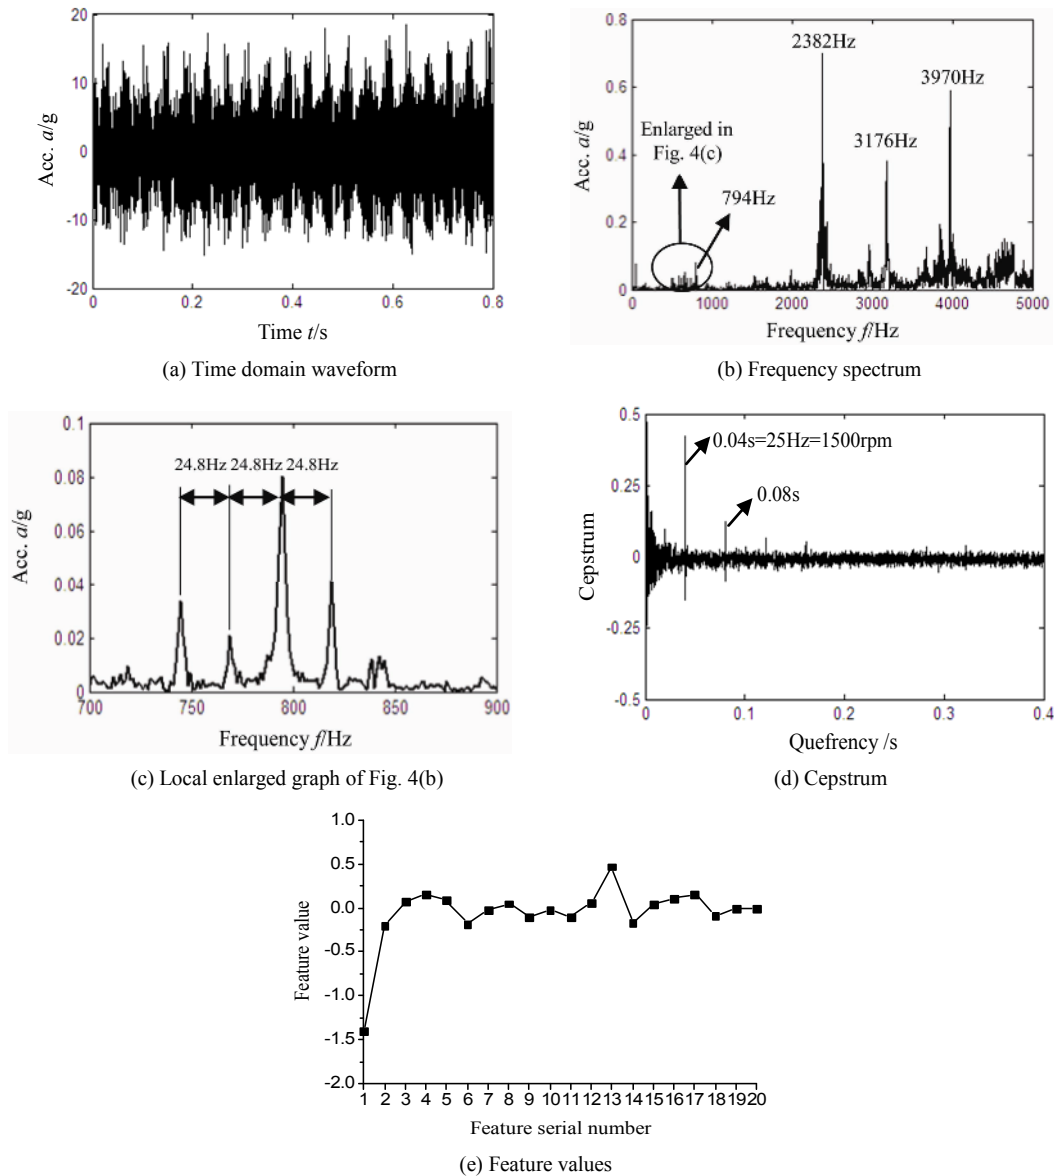 20
10
0
-10
-20
Acc. a/g
0
0.2
0.4
0.6
0.8
Time t/s
(a) Time domain waveform
0.8
0.6
0.4
0.2
0
Acc. a/g
2382Hz
3970Hz
3176Hz
Enlarged in
Fig. 4(c)
794Hz
1000 2000 3000 4000 5000
Frequency f/Hz
(b) Frequency spectrum
0.1
0.08
0.06
0.04
0.02
0
Acc. a/g
24.8Hz 24.8Hz 24.8Hz
700 750 800 850 900
Frequency f/Hz
(c) Local enlarged graph of Fig. 4(b)
0.5
0.25
0
-0.25
-0.5
Cepstrum
0.04s=25Hz=1500rpm
0.08s
0 0.1 0.2 0.3 0.4
Quefrency /s
(d) Cepstrum
1.0
0.5
0.0
-0.5
-1.0
-1.5
-2.0
Feature value
1 2 3 4 5 6 7 8 9 10 11 12 13 14 15 16 17 18 19 20
Feature serial number
(e) Feature values